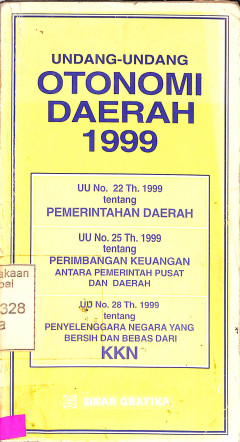 UNDANG-UNDANG
OTONOMI
DAERAH
1999
UU No. 22 Th. 1999
tentang
PEMERINTAHAN DAERAH
UU No. 25 Th. 1999
tentang
PERIMBANGAN KEUANGAN
ANTARA PEMERINTAH PUSAT
DAN DAERAH
UU No. 28 Th. 1999
tentang
PENYELENGGARA NEGARA YANG
BERSIH DAN BEBAS DARI
KKN
kaan
328
a
SINAR GRAFIKA